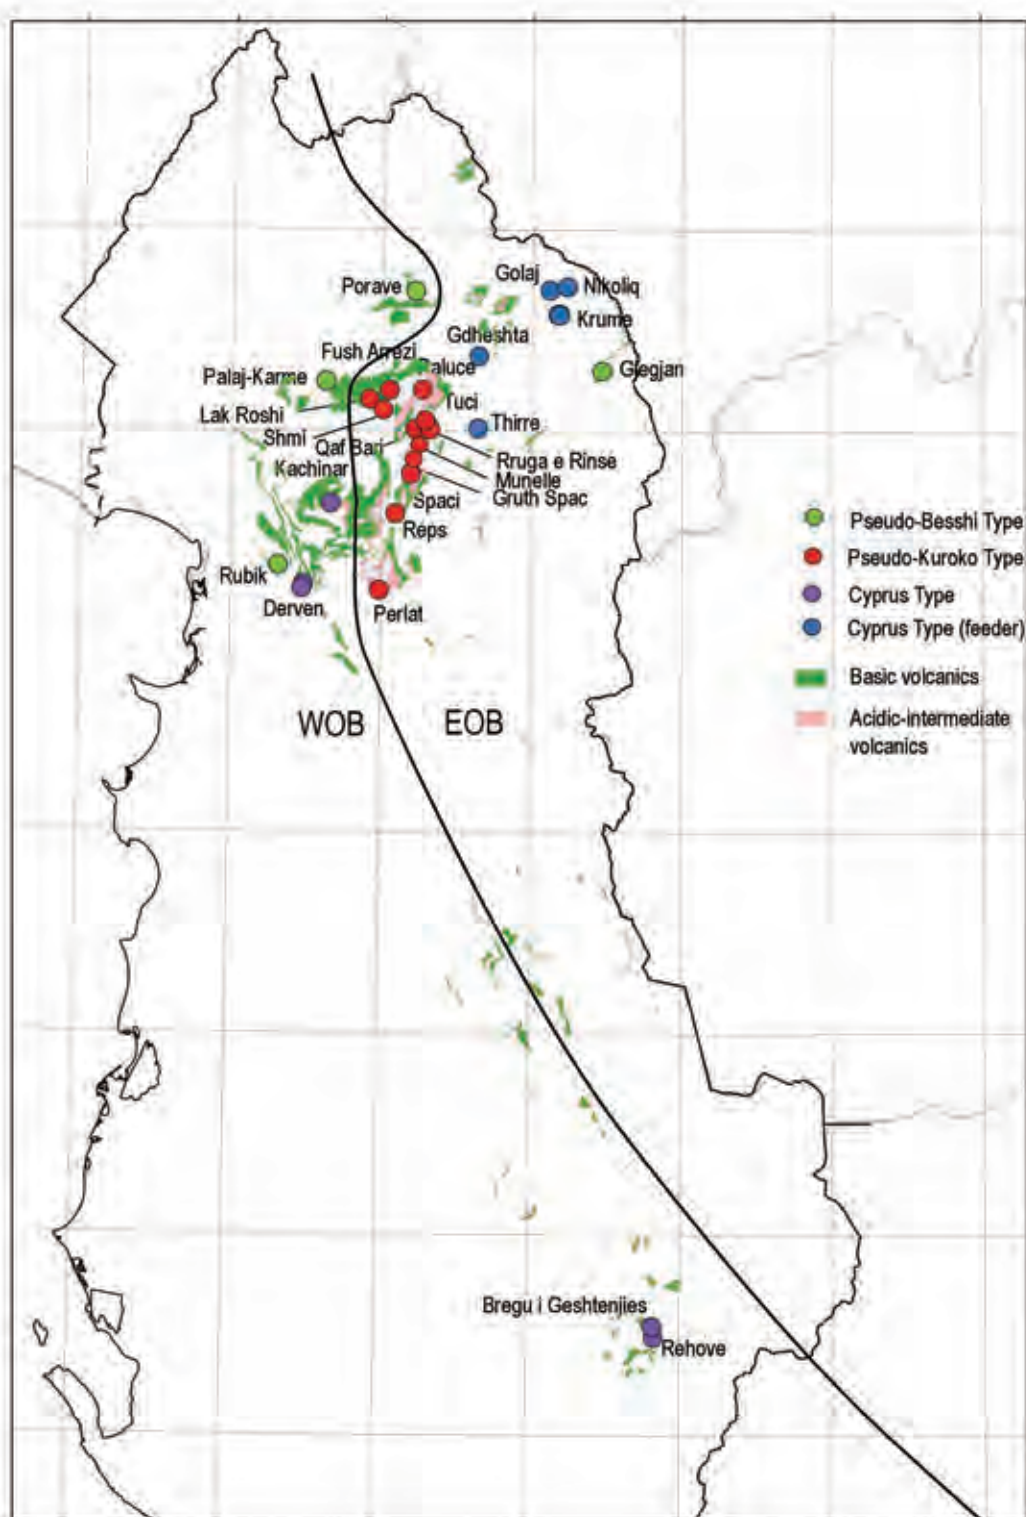 Golaj
Nikoliq
Porave
Krume
Gdheshta
Fush Arrezi
Paluce
Gjegjan
Palaj-Karme
Tuci
Lak Roshi
Thirre
Shmi
Qaf Bari
Rruga e Rinse
Kachinar
Munelle
Gruth Spac
Spaci
Reps
Rubik
Derven
Perlat
Pseudo-Besshi Type
Pseudo-Kuroko Type
Cyprus Type
Cyprus Type (feeder)
Basic volcanics
Acidic-intermediate
volcanics
WOB
EOB
Bregu i Geshtenjies
Rehove